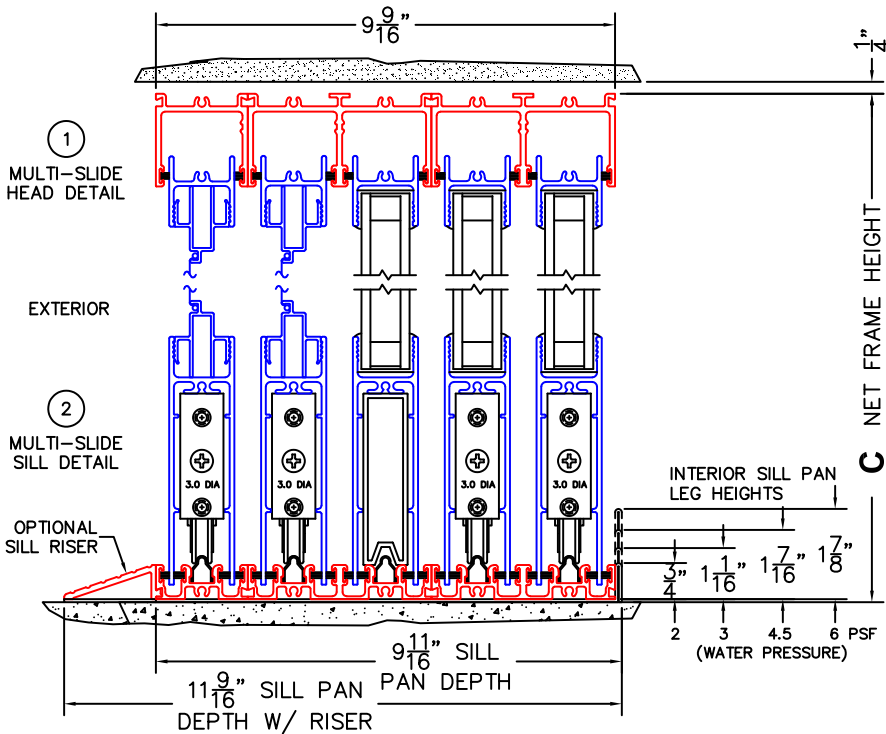 9 9/16"
1/4"
1
MULTI-SLIDE
HEAD DETAIL
EXTERIOR
2
MULTI-SLIDE
SILL DETAIL
OPTIONAL
SILL RISER
3.0 DIA
3.0 DIA
3.0 DIA
3.0 DIA
C NET FRAME HEIGHT
INTERIOR SILL PAN
LEG HEIGHTS
3/4"
1 1/16"
1 7/16"
1 7/8"
2 3 4.5 6 PSF
(WATER PRESSURE)
9 11/16" SILL
PAN DEPTH
11 9/16" SILL PAN
DEPTH W/ RISER